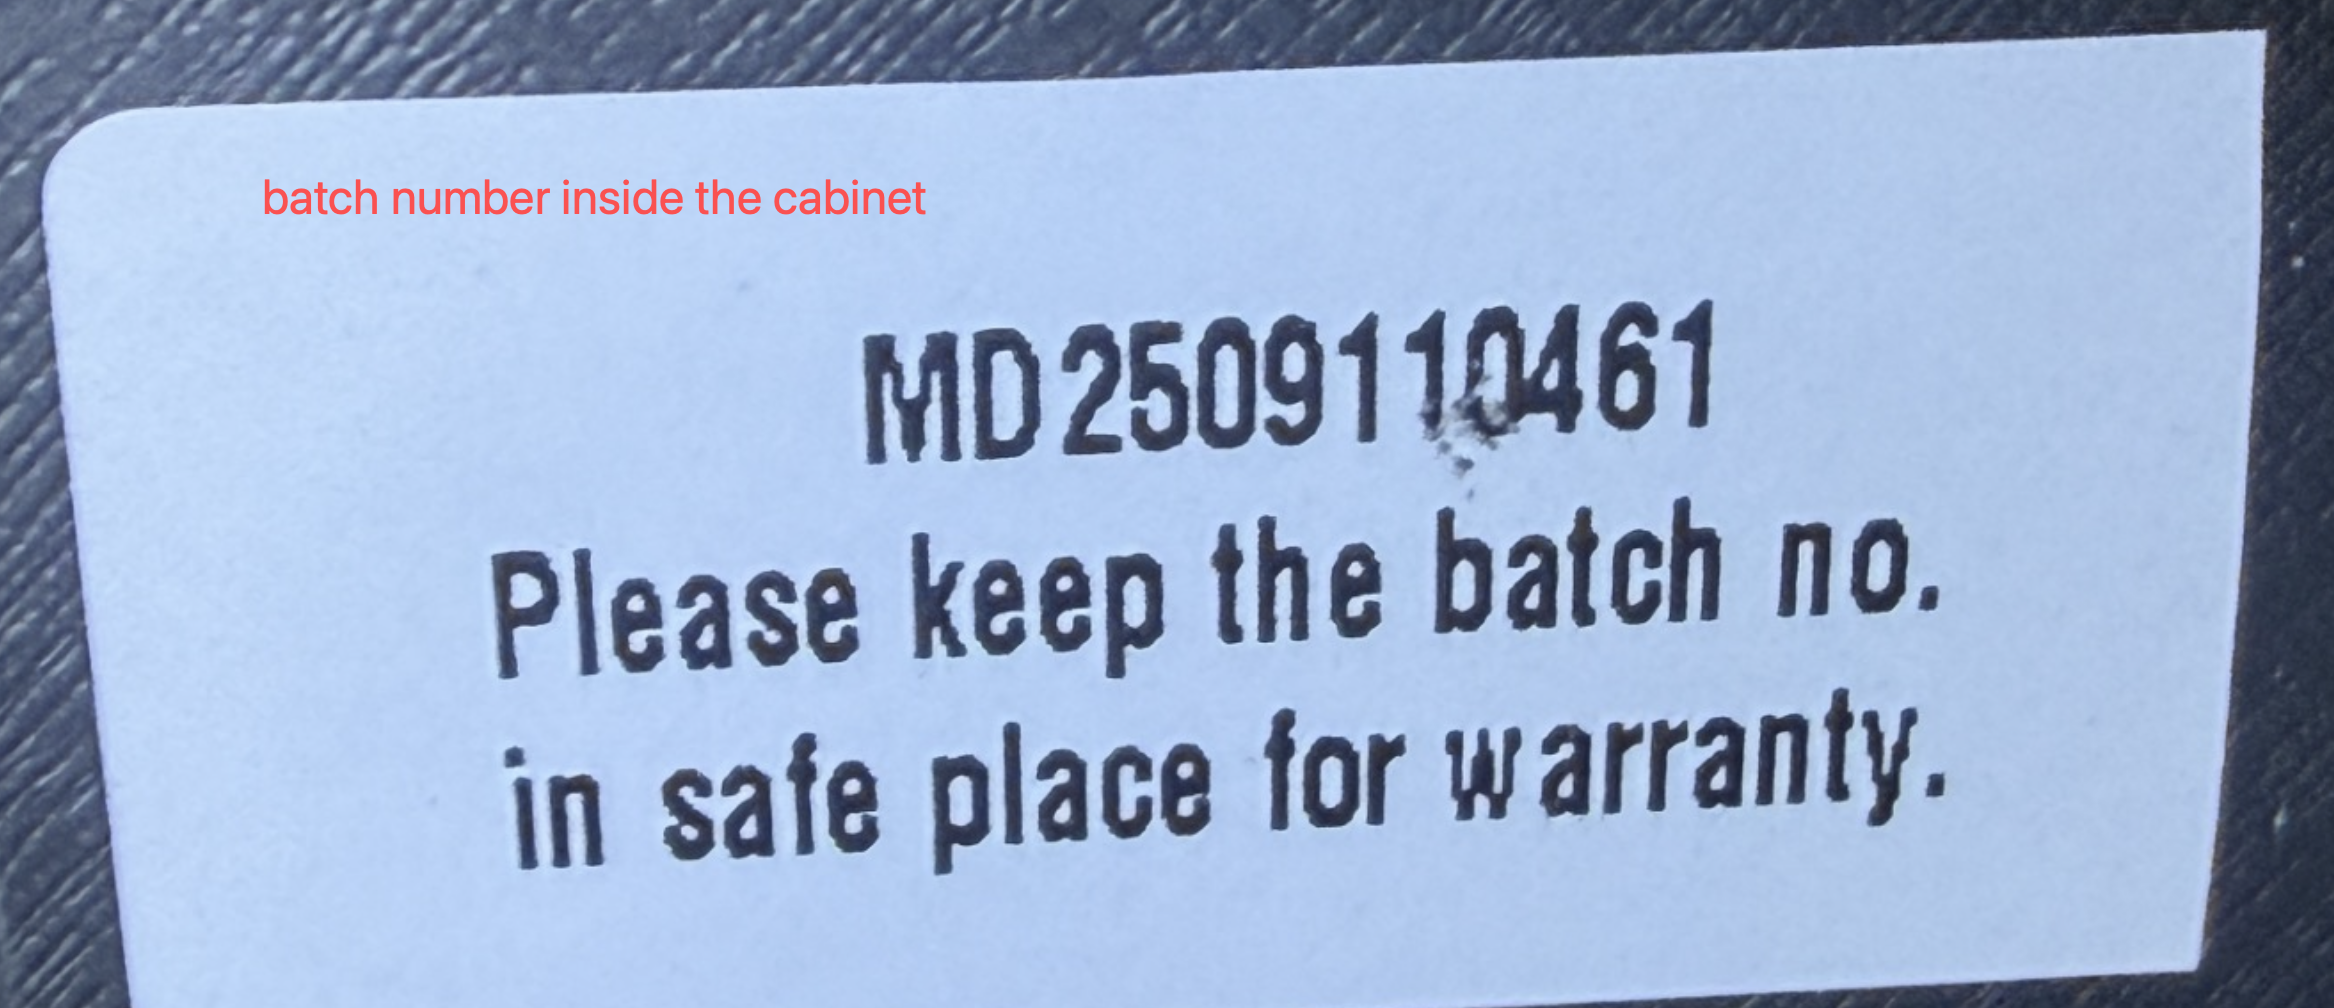 batch number inside the cabinet
MD2509110461
Please keep the batch no.
in safe place for warranty.